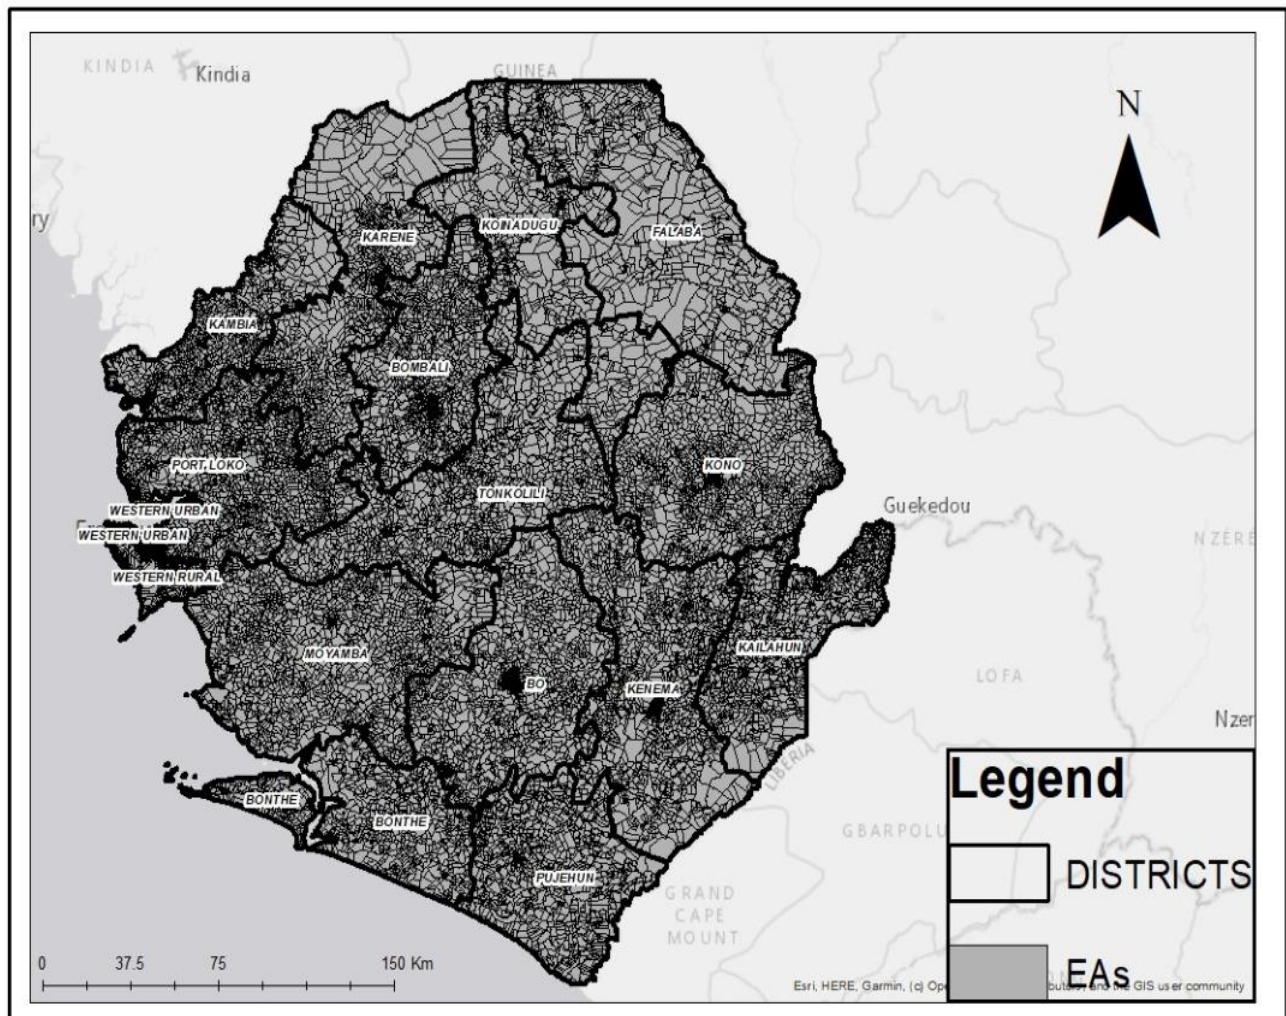 GUINEA
KINDIA
Kindia
N
ry
KARENE
KOINADUGU
FALABA
KAMBIA
BOMBALI
PORT LOKO
KONO
TONKOLILI
WESTERN URBAN
Guekedou
WESTERN URBAN
NZÉRÉ
WESTERN RURAL
MOYAMBA
KAILAHUN
LOFA
BO
KENEMA
Nzer
LIBERIA
Legend
BONTHE
BONTHE
GBARPOLU
DISTRICTS
PUJEHUN
GRAND
CAPE
MOUNT
0 37.5 75 150 Km
EAs
Esri, HERE, Garmin, (c) Ope
and the GIS user community